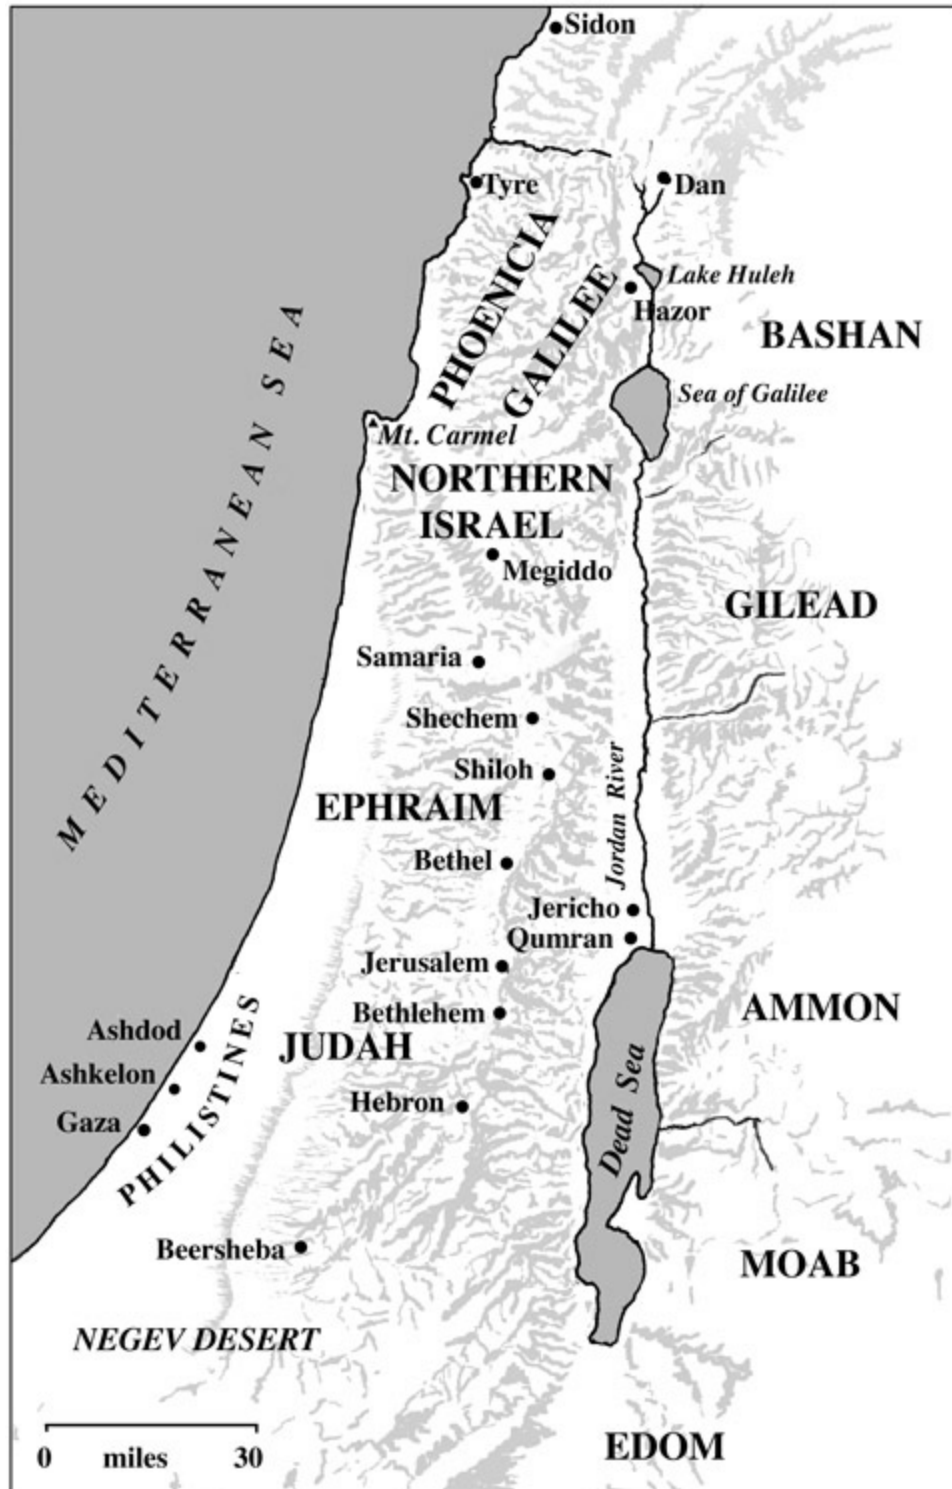 Sidon
Tyre
Dan
PHOENICIA
GALILEE
Lake Huleh
Hazor
BASHAN
MEDITERRANEAN SEA
Sea of Galilee
Mt. Carmel
NORTHERN
ISRAEL
Megiddo
GILEAD
Samaria
Shechem
Shiloh
Jordan River
EPHRAIM
Bethel
Jericho
Qumran
Jerusalem
Bethlehem
AMMON
Ashdod
JUDAH
Ashkelon
Hebron
Gaza
PHILISTINES
Dead Sea
Beersheba
MOAB
NEGEV DESERT
0 miles 30
EDOM